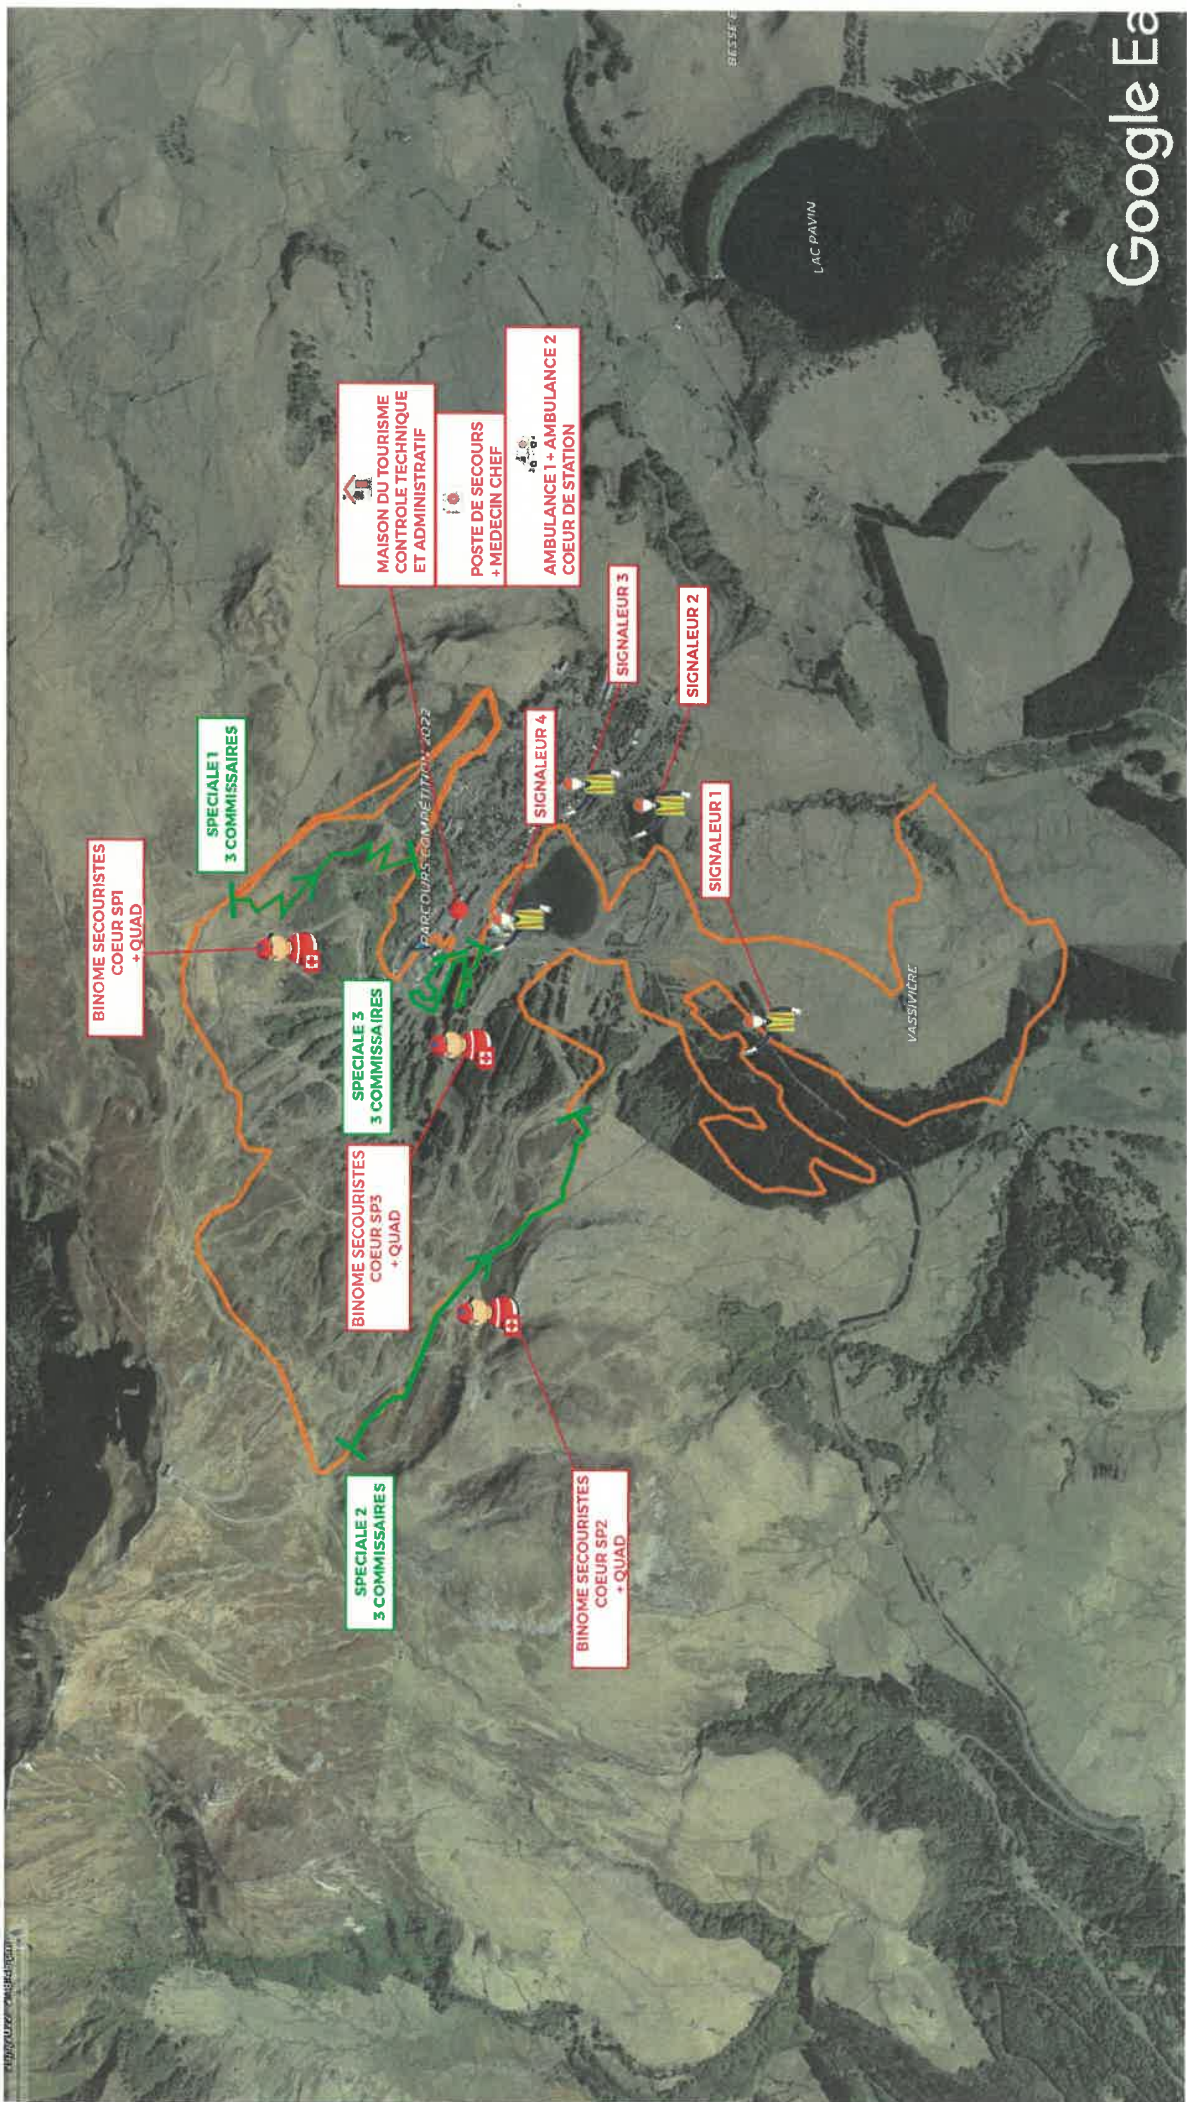 BINOME SECOURISTES
COEUR SP1
+ QUAD
SPECIALE 1
3 COMMISSAIRES
MAISON DU TOURISME
CONTROLE TECHNIQUE
ET ADMINISTRATIF
POSTE DE SECOURS
+ MEDECIN CHEF
AMBULANCE 1 + AMBULANCE 2
COEUR DE STATION
SPECIALE 2
3 COMMISSAIRES
BINOME SECOURISTES
COEUR SP3
+ QUAD
SPECIALE 3
3 COMMISSAIRES
PARCOURS COMPÉTITION 2022
SIGNALEUR 4
SIGNALEUR 3
SIGNALEUR 2
SIGNALEUR 1
BINOME SECOURISTES
COEUR SP2
+ QUAD
VASSIVIÈRE
LAC PAVIN
BESSE E
Google Ea